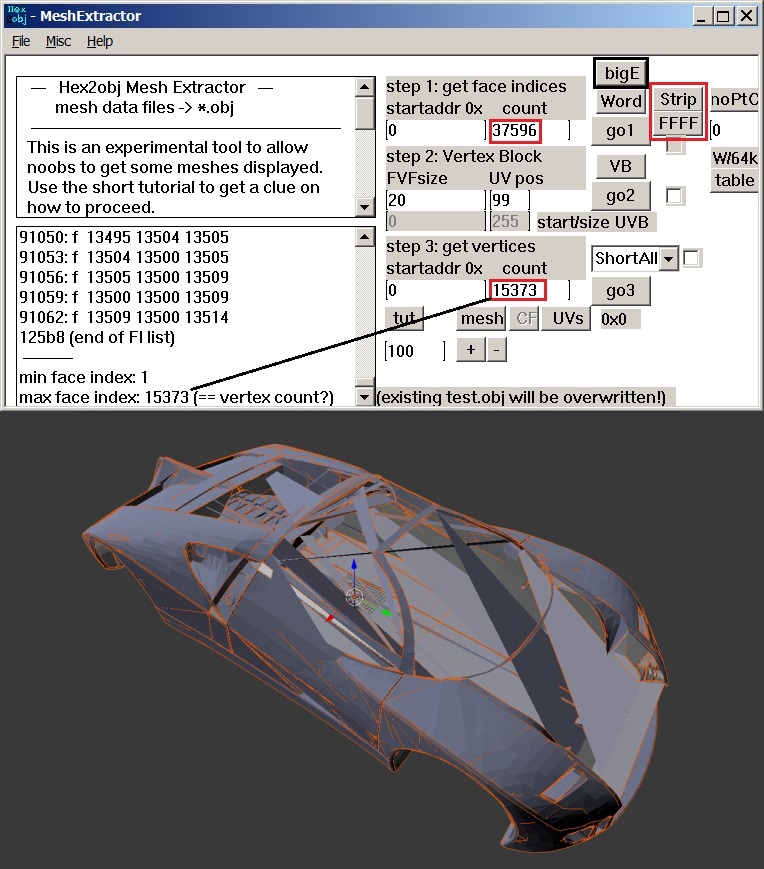 Hex obj - MeshExtractor
File Misc Help
— Hex2obj Mesh Extractor —
mesh data files -> *.obj
This is an experimental tool to allow
noobs to get some meshes displayed.
Use the short tutorial to get a clue on
how to proceed.
91050: f 13495 13504 13505
91053: f 13504 13500 13505
91056: f 13505 13500 13509
91059: f 13500 13500 13509
91062: f 13509 13500 13514
125b8 (end of FI list)
min face index: 1
max face index: 15373 (== vertex count?)
step 1: get face indices
startaddr 0x count
0 37596
step 2: Vertex Block
FVFsize UV pos
20 99
0 255 start/size UVB
step 3: get vertices
startaddr 0x count
0 15373
tut mesh CF UVs 0x0
100 + -
(existing test.obj will be overwritten!)
bigE
Word
go1
VB
go2
ShortAll
go3
Strip
FFFF
noPtC
0
W/64k
table